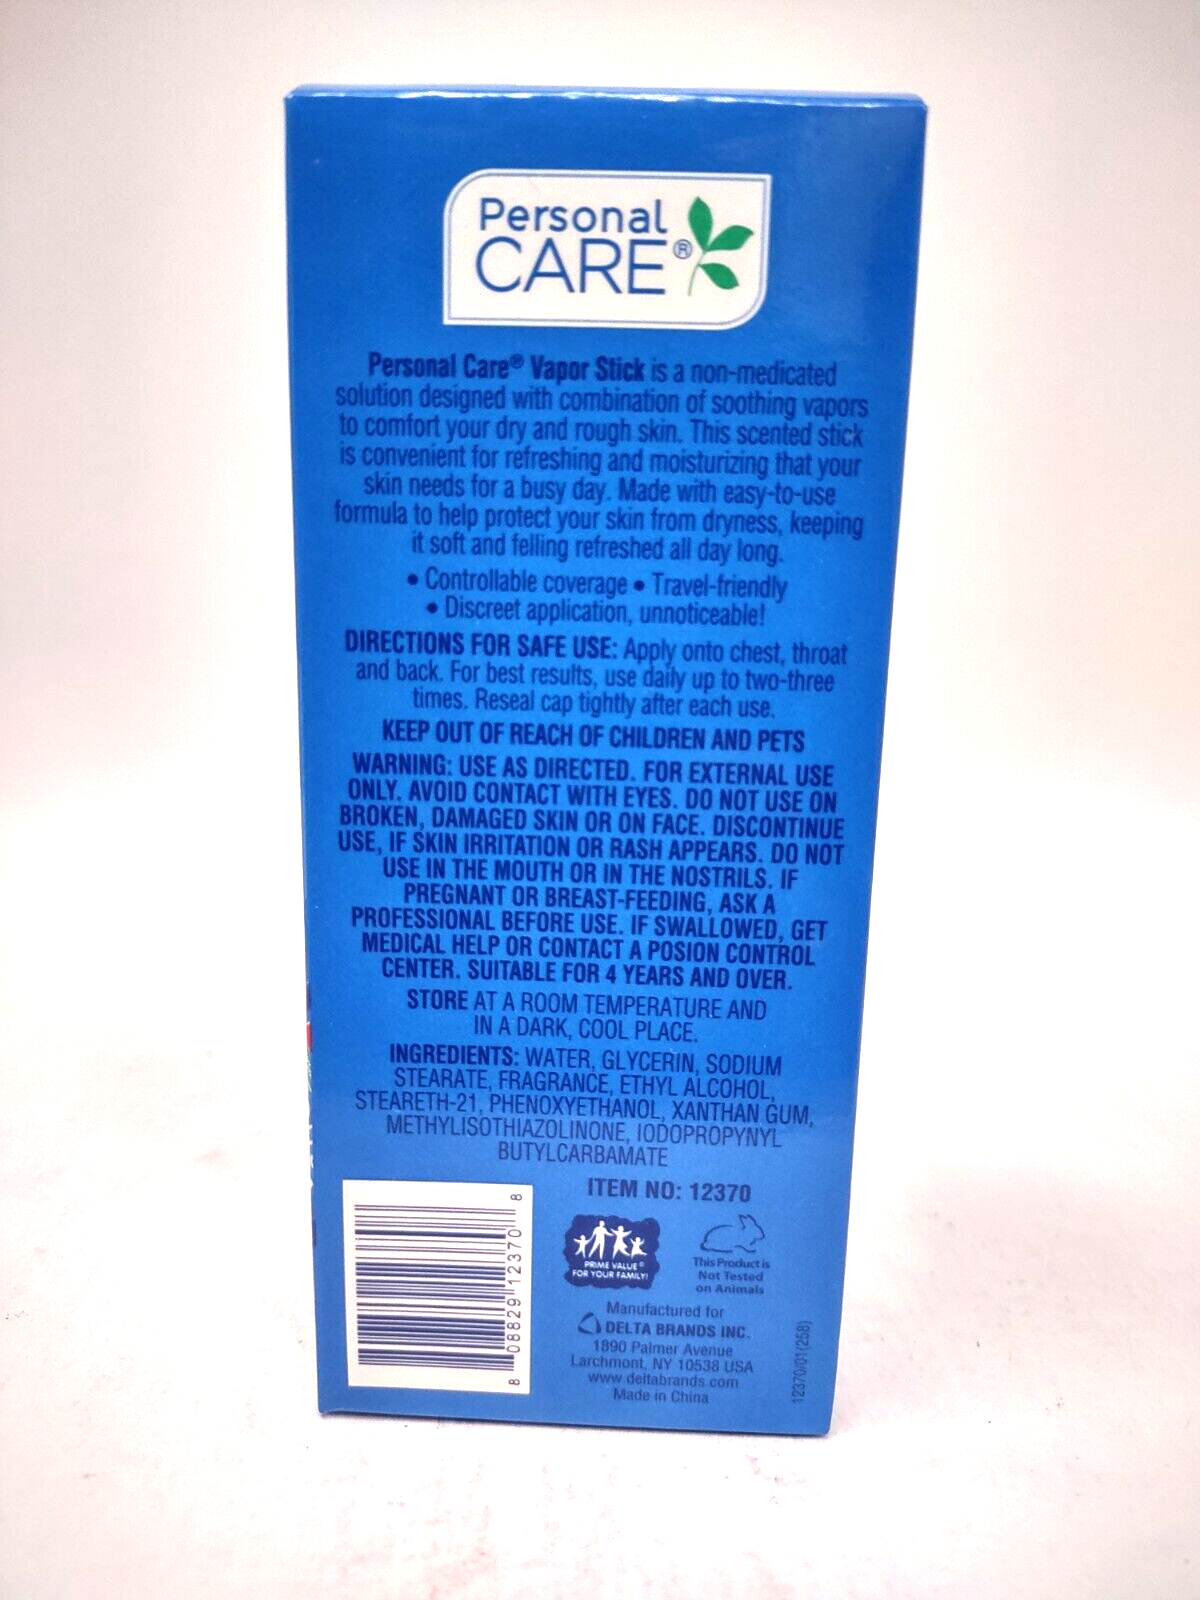 Personal
CARE®
Personal Care® Vapor Stick is a non-medicated
solution designed with combination of soothing vapors
to comfort your dry and rough skin. This scented stick
is convenient for refreshing and moisturizing that your
skin needs for a busy day. Made with easy-to-use
formula to help protect your skin from dryness, keeping
it soft and felling refreshed all day long.
• Controllable coverage • Travel-friendly
• Discreet application, unnoticeable!
DIRECTIONS FOR SAFE USE: Apply onto chest, throat
and back. For best results, use daily up to two-three
times. Reseal cap tightly after each use.
KEEP OUT OF REACH OF CHILDREN AND PETS
WARNING: USE AS DIRECTED. FOR EXTERNAL USE
ONLY. AVOID CONTACT WITH EYES. DO NOT USE ON
BROKEN, DAMAGED SKIN OR ON FACE. DISCONTINUE
USE, IF SKIN IRRITATION OR RASH APPEARS. DO NOT
USE IN THE MOUTH OR IN THE NOSTRILS. IF
PREGNANT OR BREAST-FEEDING, ASK A
PROFESSIONAL BEFORE USE. IF SWALLOWED, GET
MEDICAL HELP OR CONTACT A POSION CONTROL
CENTER. SUITABLE FOR 4 YEARS AND OVER.
STORE AT A ROOM TEMPERATURE AND
IN A DARK, COOL PLACE.
INGREDIENTS: WATER, GLYCERIN, SODIUM
STEARATE, FRAGRANCE, ETHYL ALCOHOL,
STEARETH-21, PHENOXYETHANOL, XANTHAN GUM,
METHYLISOTHIAZOLINONE, IODOPROPYNYL
BUTYLCARBAMATE
ITEM NO: 12370
8 08829 12370 8
PRIME VALUE®
FOR YOUR FAMILY!
This Product is
Not Tested
on Animals
Manufactured for
DELTA BRANDS INC.
1890 Palmer Avenue
Larchmont, NY 10538 USA
www.deltabrands.com
Made in China
12370/01(258)